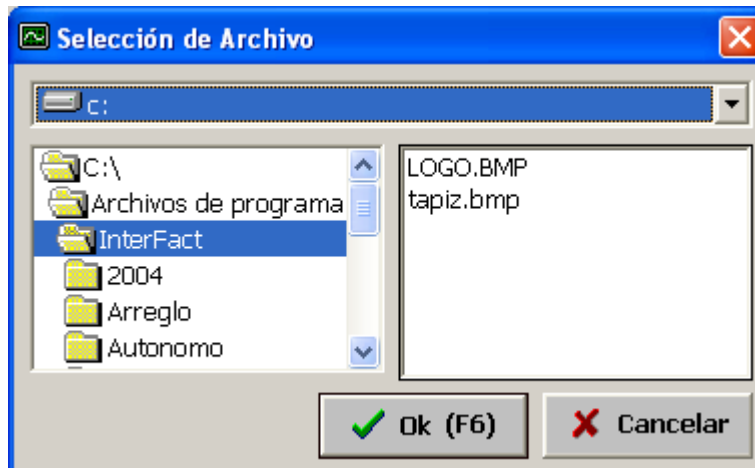 Selección de Archivo
c:
C:\
Archivos de programa
InterFact
2004
Arreglo
Autonomo
LOGO.BMP
tapiz.bmp
Ok (F6)
Cancelar